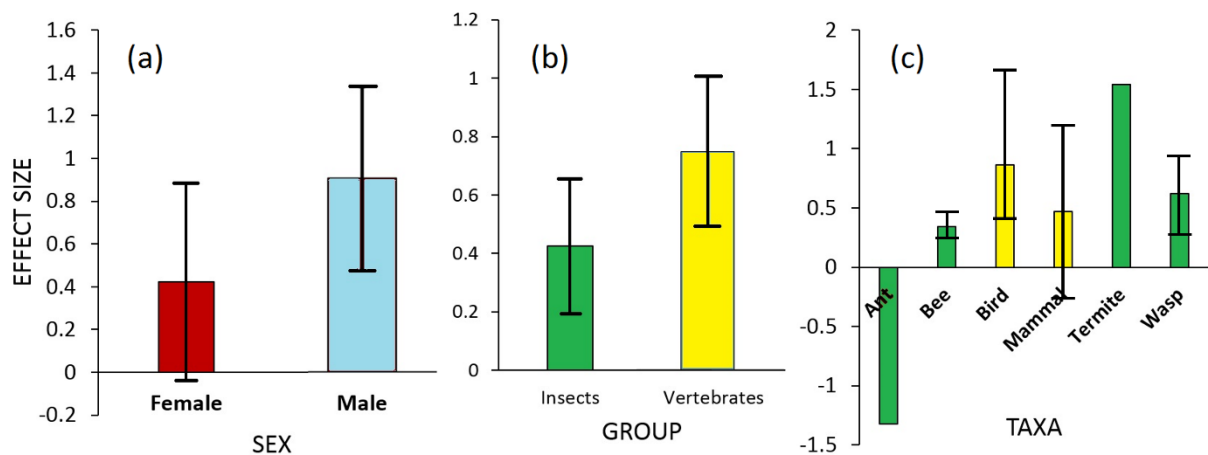 EFFECT SIZE
1.6
1.4
1.2
1
0.8
0.6
0.4
0.2
0
-0.2
(a)
Female
Male
SEX
1.2
1
0.8
0.6
0.4
0.2
0
(b)
Insects
Vertebrates
GROUP
2
1.5
1
0.5
0
-0.5
-1
-1.5
(c)
Ant
Bee
Bird
Mammal
Termite
Wasp
TAXA